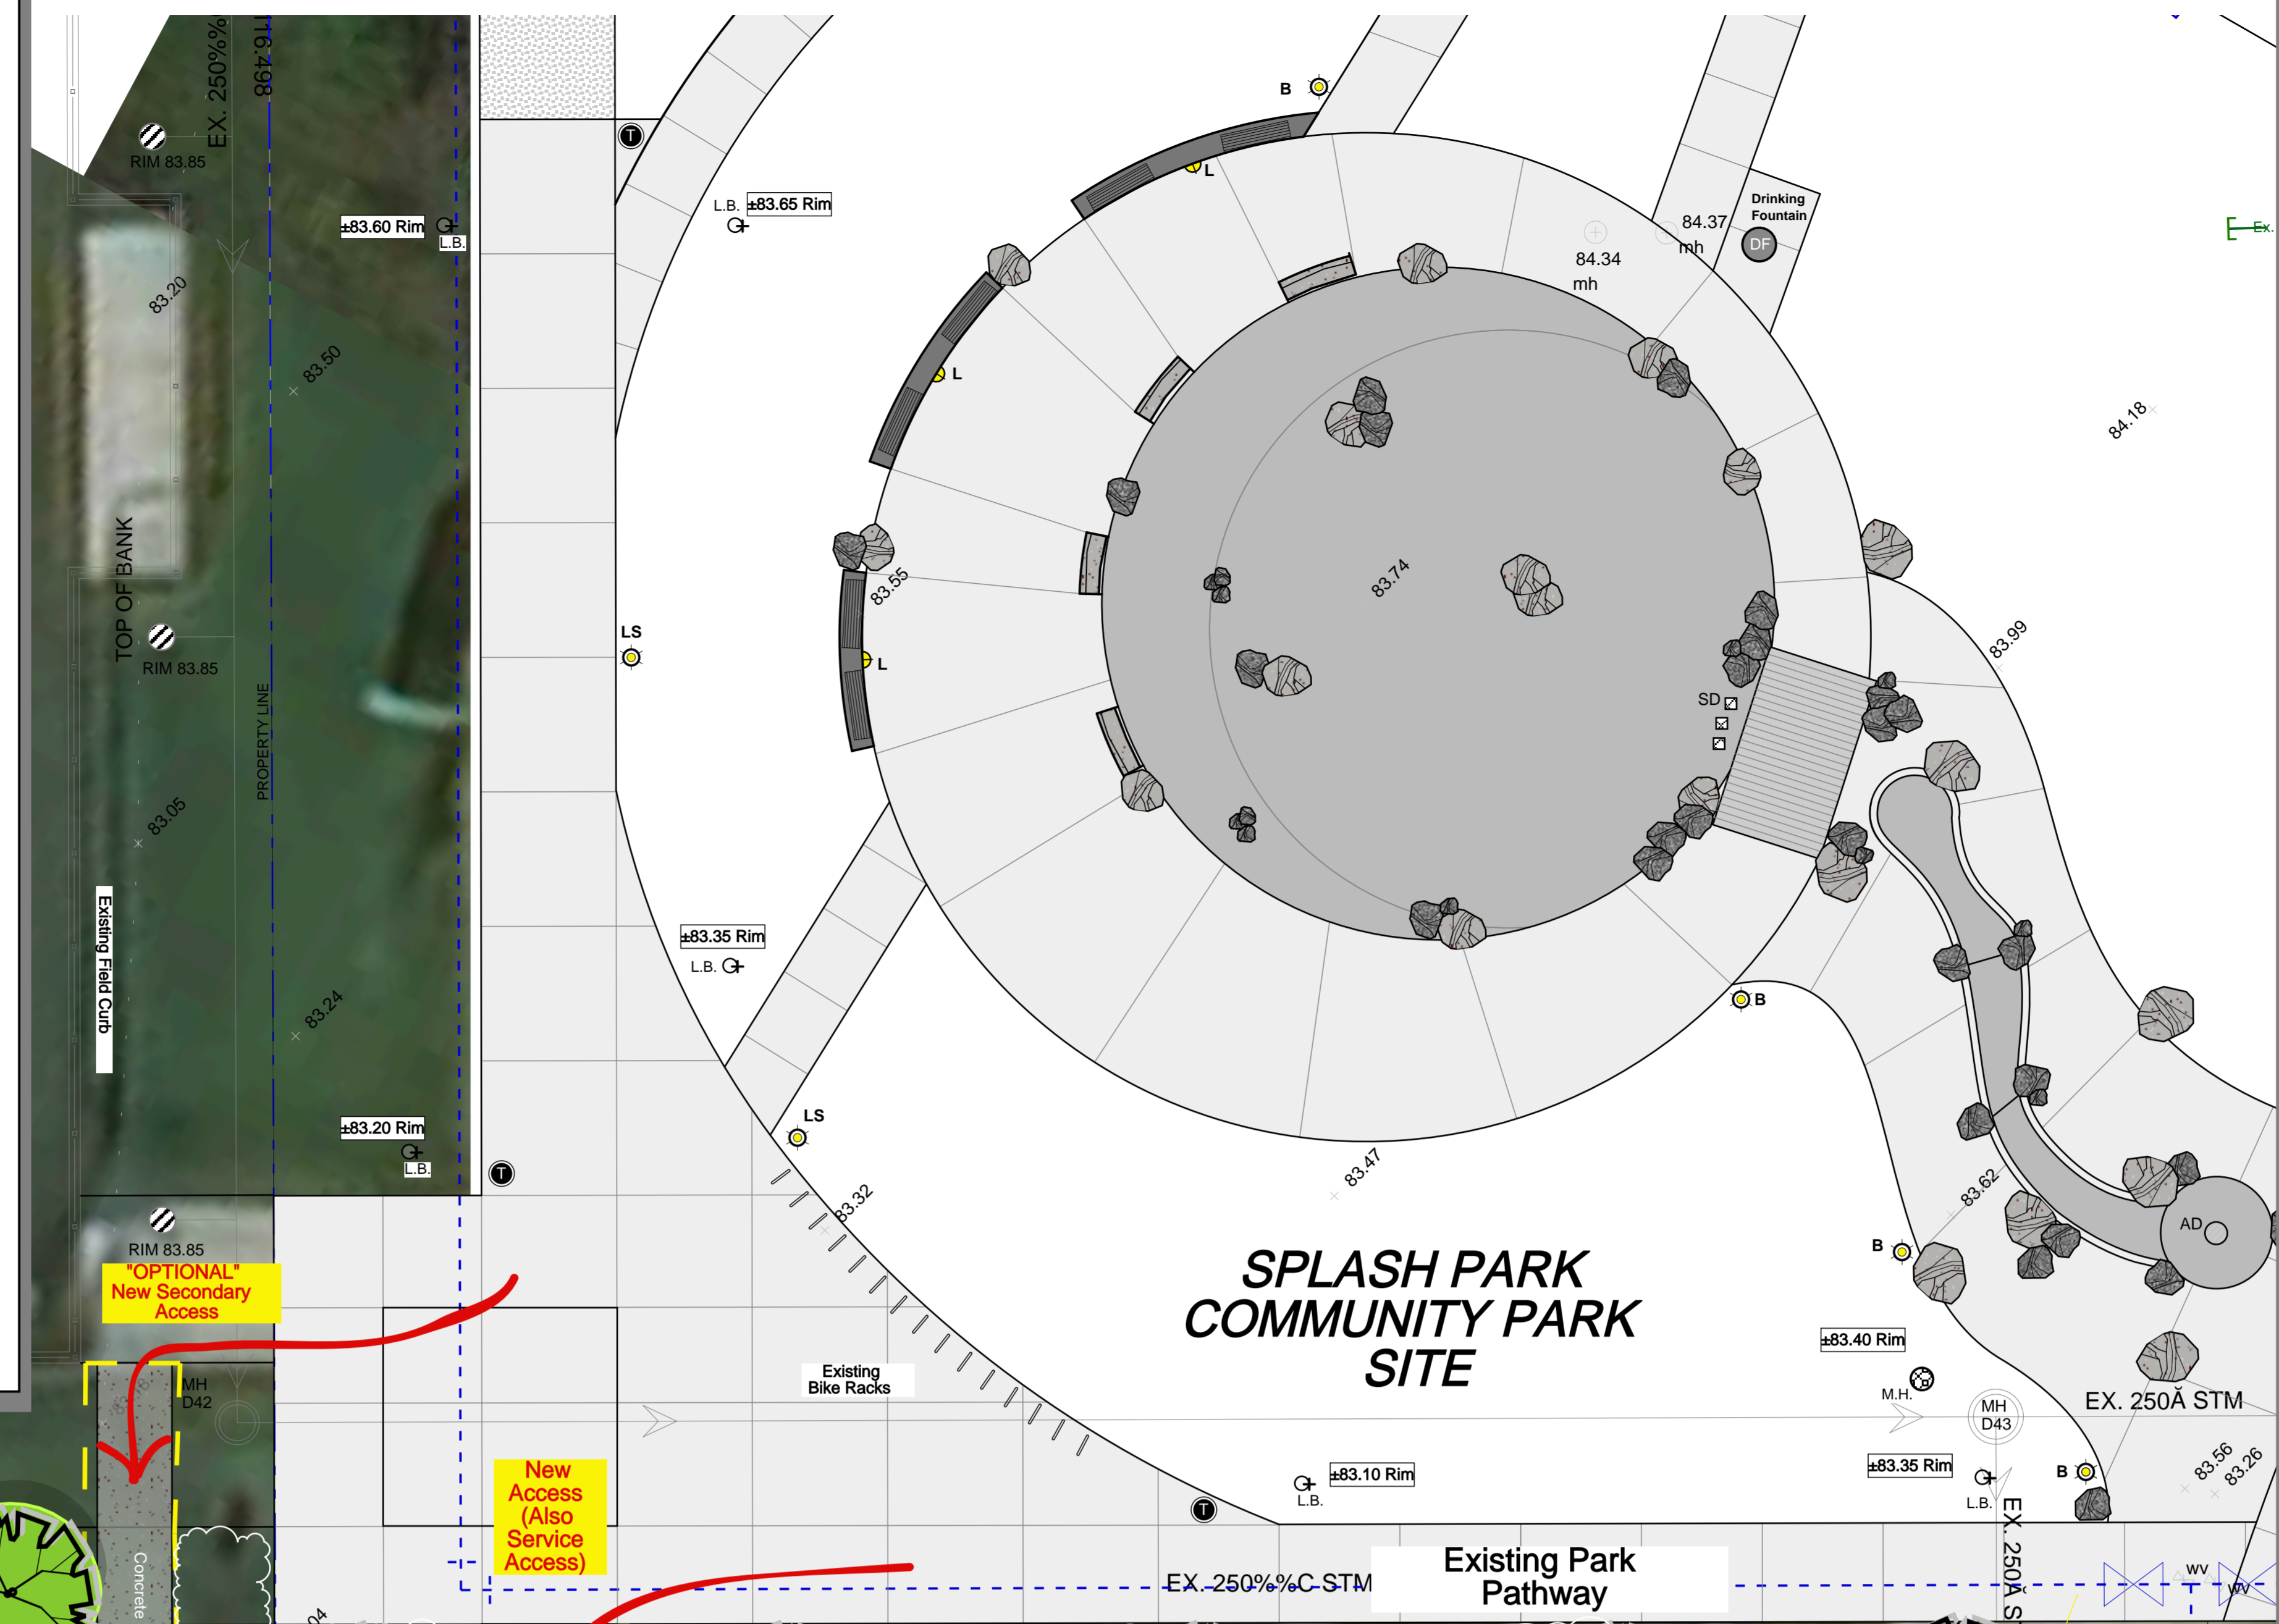 EX. 250%%
116.498
T
B
RIM 83.85
L
L.B.
±83.65 Rim
±83.60 Rim
L.B.
Drinking
Fountain
DF
84.37
mh
84.34
mh
Ex.
83.20
83.50
L
84.18
TOP OF BANK
83.55
83.74
LS
83.99
RIM 83.85
L
PROPERTY LINE
SD
83.05
Existing Field Curb
±83.35 Rim
L.B.
83.24
B
±83.20 Rim
L.B.
T
LS
83.47
83.32
83.62
RIM 83.85
AD
"OPTIONAL"
New Secondary
Access
B
SPLASH PARK
COMMUNITY PARK
SITE
±83.40 Rim
M.H.
MH
D42
Existing
Bike Racks
MH
D43
EX. 250Ă STM
New
Access
(Also
Service
Access)
±83.10 Rim
L.B.
T
±83.35 Rim
L.B.
B
83.56
83.26
Concrete
EX. 250%%C STM
Existing Park
Pathway
EX. 250Ă S
WV
WV
04